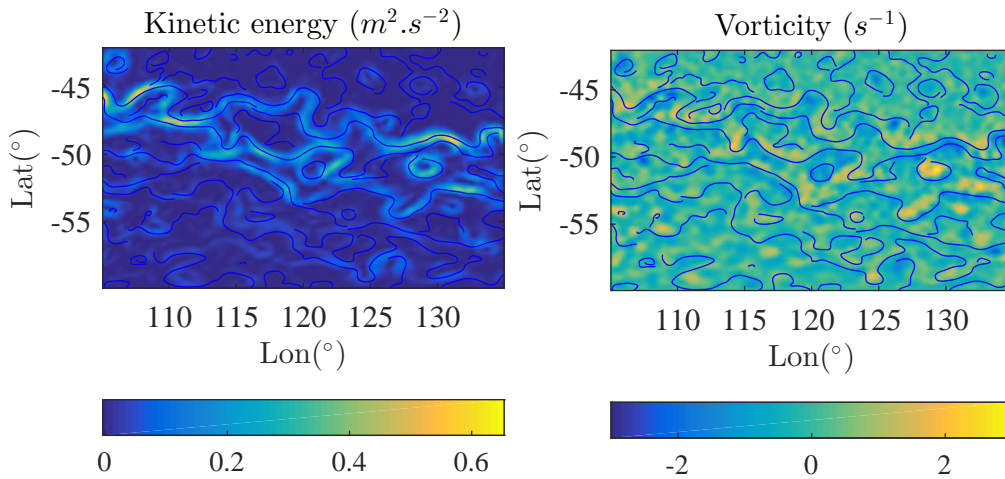 Kinetic energy (m².s⁻²)
-45
-50
-55
Lat(°)
110 115 120 125 130
Lon(°)
0 0.2 0.4 0.6
Vorticity (s⁻¹)
-45
-50
-55
Lat(°)
110 115 120 125 130
Lon(°)
-2 0 2